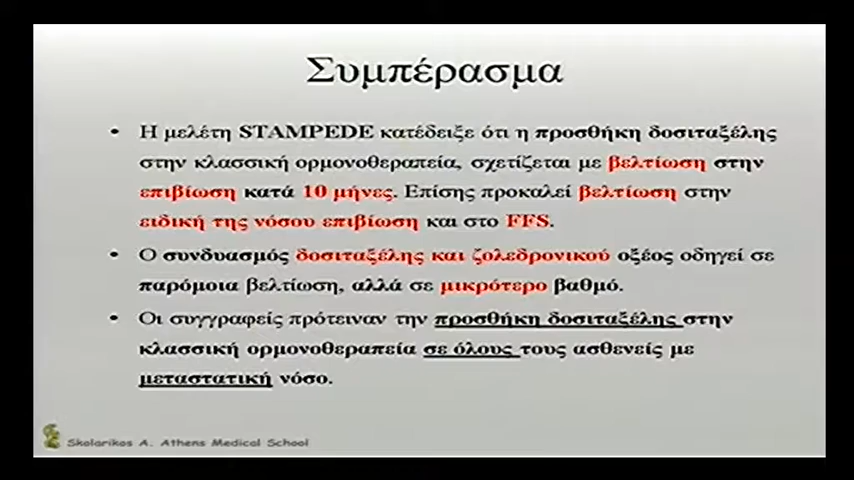 Συμπέρασμα
• Η μελέτη STAMPEDE κατέδειξε ότι η προσθήκη δοσιταξέλης
στην κλασσική ορμονοθεραπεία, σχετίζεται με βελτίωση στην
επιβίωση κατά 10 μήνες. Επίσης προκαλεί βελτίωση στην
ειδική της νόσου επιβίωση και στο FFS.
• Ο συνδυασμός δοσιταξέλης και ζολεδρονικού οξέος οδηγεί σε
παρόμοια βελτίωση, αλλά σε μικρότερο βαθμό.
• Οι συγγραφείς πρότειναν την προσθήκη δοσιταξέλης στην
κλασσική ορμονοθεραπεία σε όλους τους ασθενείς με
μεταστατική νόσο.
Skolarikos A. Athens Medical School